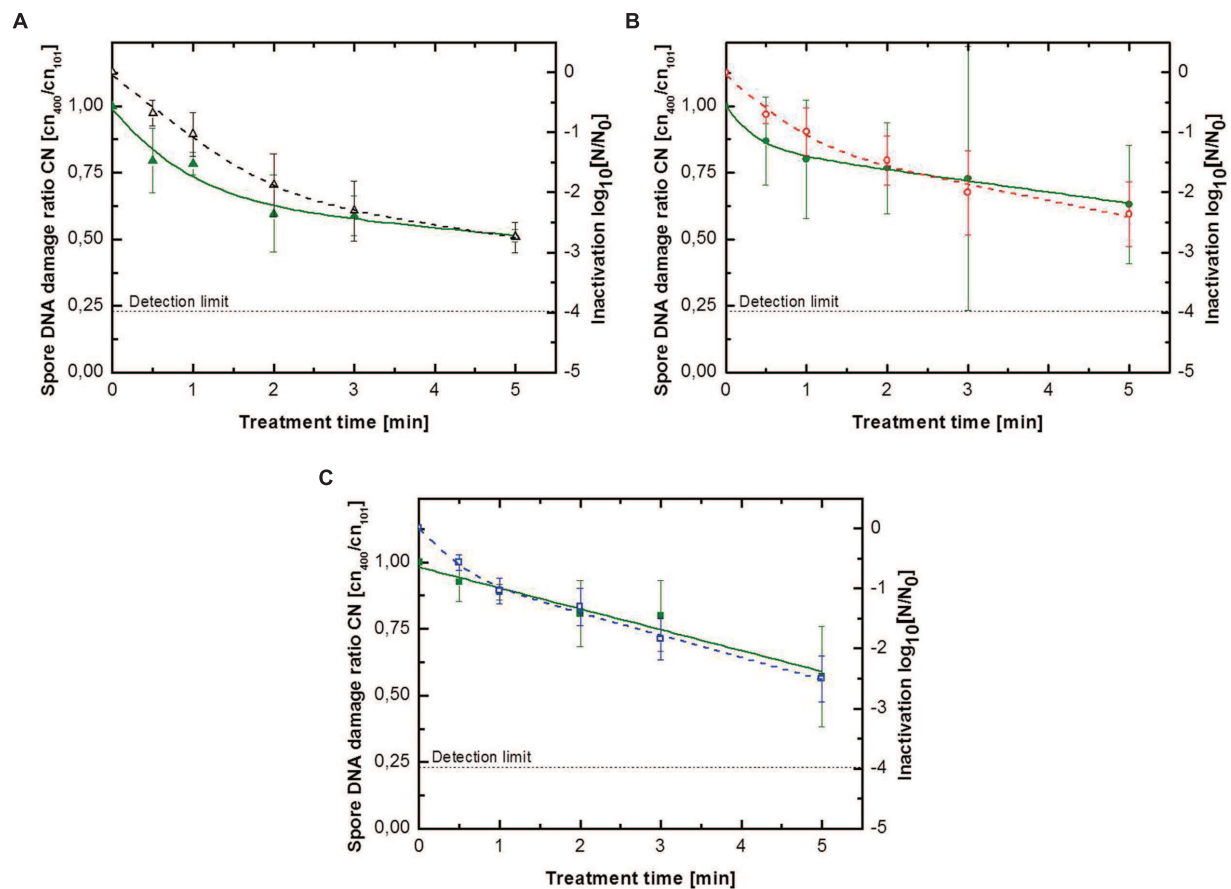 A
Spore DNA damage ratio CN [cn400/cn101]
1,00
0,75
0,50
0,25
0,00
Detection limit
0
-1
-2
-3
-4
-5
Inactivation log10[N/N0]
0 1 2 3 4 5
Treatment time [min]
B
Spore DNA damage ratio CN [cn400/cn101]
1,00
0,75
0,50
0,25
0,00
Detection limit
0
-1
-2
-3
-4
-5
Inactivation log10[N/N0]
0 1 2 3 4 5
Treatment time [min]
C
Spore DNA damage ratio CN [cn400/cn101]
1,00
0,75
0,50
0,25
0,00
Detection limit
0
-1
-2
-3
-4
-5
Inactivation log10[N/N0]
0 1 2 3 4 5
Treatment time [min]